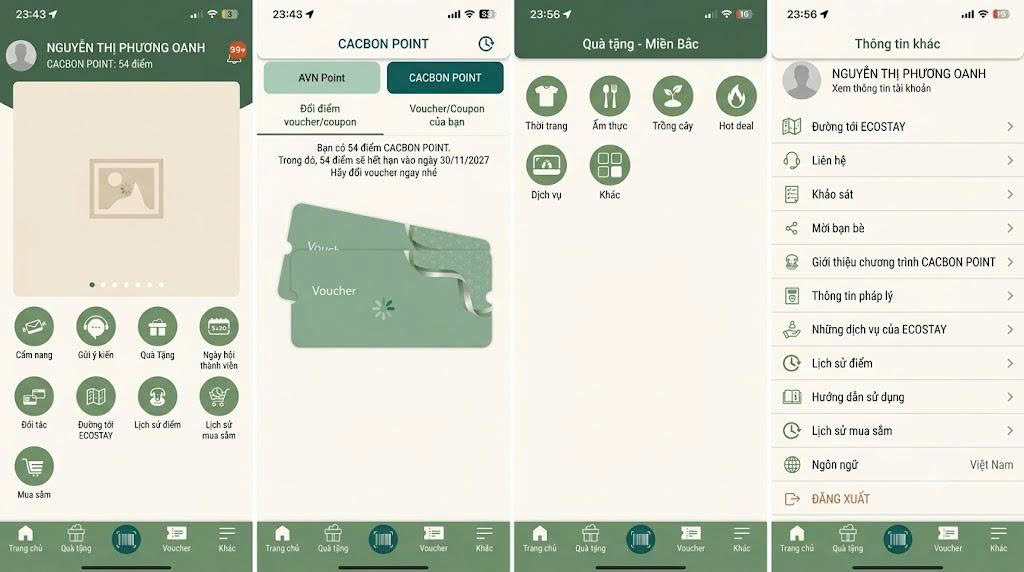 23:43
3
NGUYỄN THỊ PHƯƠNG OANH
CACBON POINT: 54 điểm
99+
Cẩm nang
Gửi ý kiến
Quà Tặng
5+20
Ngày hội
thành viên
Đối tác
Đường tới
ECOSTAY
Lịch sử điểm
Lịch sử
mua sắm
Mua sắm
Trang chủ
Quà tặng
Voucher
Khác
23:43
CACBON POINT
AVN Point
CACBON POINT
Đổi điểm
voucher/coupon
Voucher/Coupon
của bạn
Bạn có 54 điểm CACBON POINT.
Trong đó, 54 điểm sẽ hết hạn vào ngày 30/11/2027
Hãy đổi voucher ngay nhé
Voucher
Trang chủ
Quà tặng
Voucher
Khác
23:56
16
Quà tặng - Miền Bắc
Thời trang
Ẩm thực
Trồng cây
Hot deal
Dịch vụ
Khác
Trang chủ
Quà tặng
Voucher
Khác
23:56
Thông tin khác
NGUYỄN THỊ PHƯƠNG OANH
Xem thông tin tài khoản
Đường tới ECOSTAY
Liên hệ
Khảo sát
Mời bạn bè
Giới thiệu chương trình CACBON POINT
Thông tin pháp lý
Những dịch vụ của ECOSTAY
Lịch sử điểm
Hướng dẫn sử dụng
Lịch sử mua sắm
Ngôn ngữ
Việt Nam
ĐĂNG XUẤT
Trang chủ
Quà tặng
Voucher
Khác